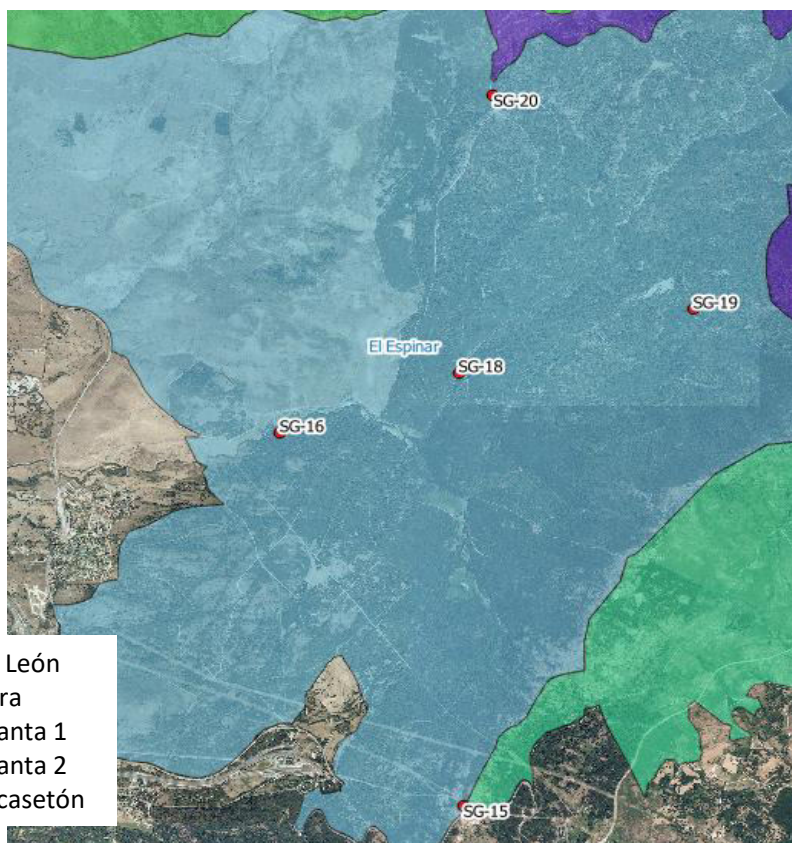 SG-20
SG-19
El Espinar
SG-18
SG-16
León
ra
anta 1
anta 2
casetón
SG-15